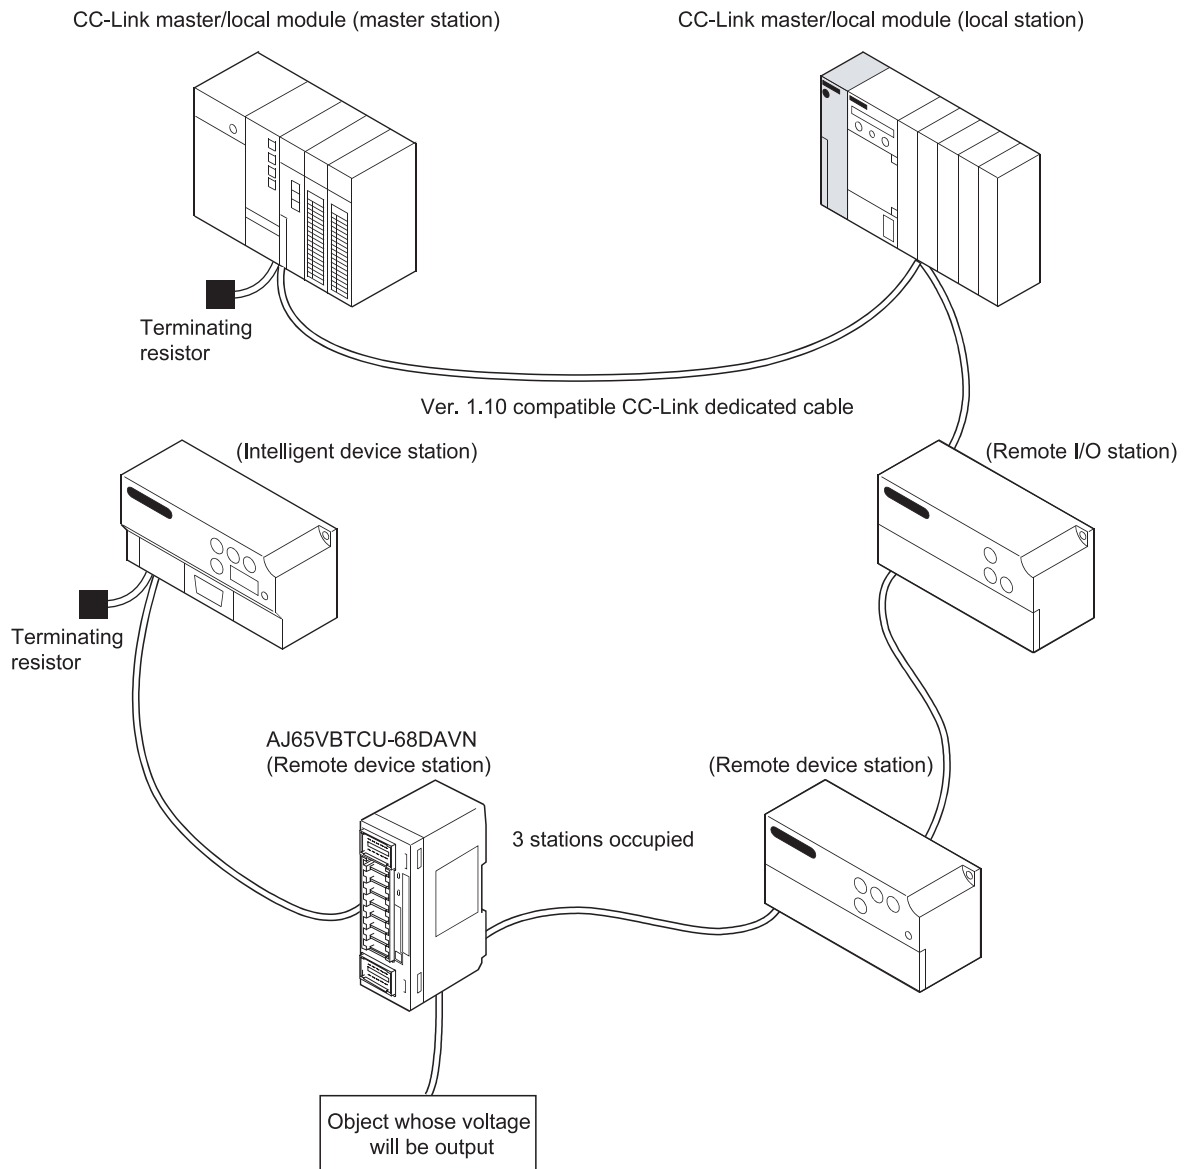 CC-Link master/local module (master station)
CC-Link master/local module (local station)
Terminating
resistor
Ver. 1.10 compatible CC-Link dedicated cable
(Intelligent device station)
(Remote I/O station)
Terminating
resistor
AJ65VBTCU-68DAVN
(Remote device station)
(Remote device station)
3 stations occupied
Object whose voltage
will be output